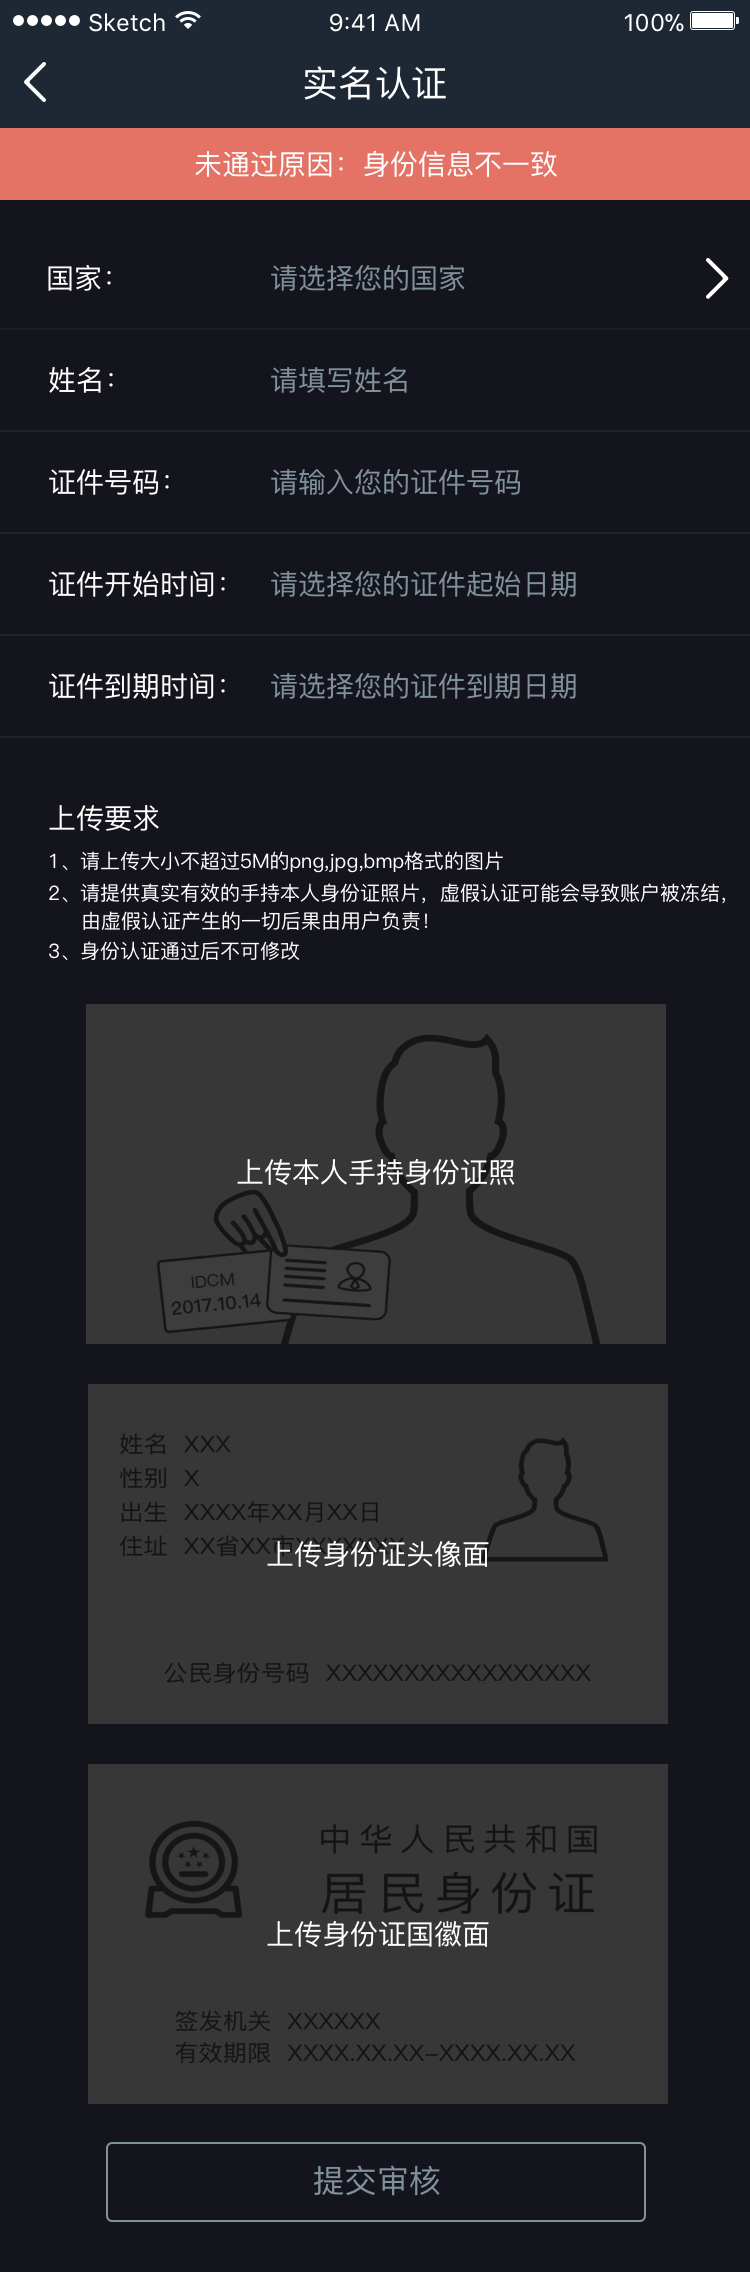 Sketch 9:41 AM 100%
实名认证
未通过原因：身份信息不一致
国家： 请选择您的国家
姓名： 请填写姓名
证件号码： 请输入您的证件号码
证件开始时间： 请选择您的证件起始日期
证件到期时间： 请选择您的证件到期日期
上传要求
1、请上传大小不超过5M的png,jpg,bmp格式的图片
2、请提供真实有效的手持本人身份证照片，虚假认证可能会导致账户被冻结，
由虚假认证产生的一切后果由用户负责！
3、身份认证通过后不可修改
上传本人手持身份证照
IDCM
2017.10.14
姓名 XXX
性别 X
出生 XXXX年XX月XX日
住址 XX省XX市XXXXXXX
上传身份证头像面
公民身份号码 XXXXXXXXXXXXXXXXX
中华人民共和国
居民身份证
上传身份证国徽面
签发机关 XXXXXX
有效期限 XXXX.XX.XX-XXXX.XX.XX
提交审核